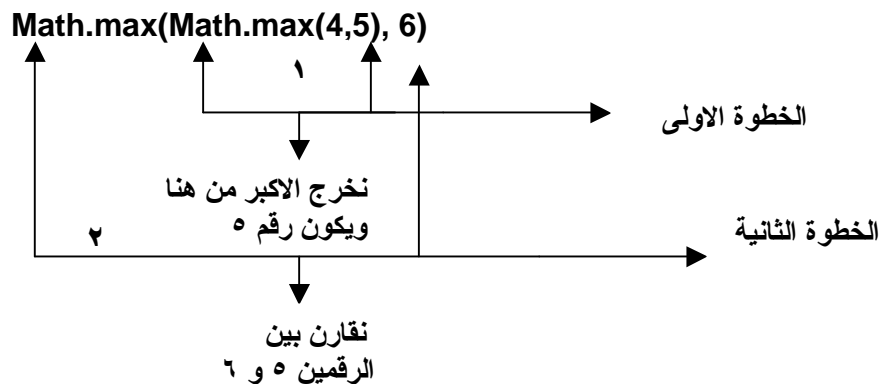 Math.max(Math.max(4,5), 6)
١
الخطوة الاولى
نخرج الاكبر من هنا
ويكون رقم ٥
٢
الخطوة الثانية
نقارن بين
الرقمين ٥ و ٦